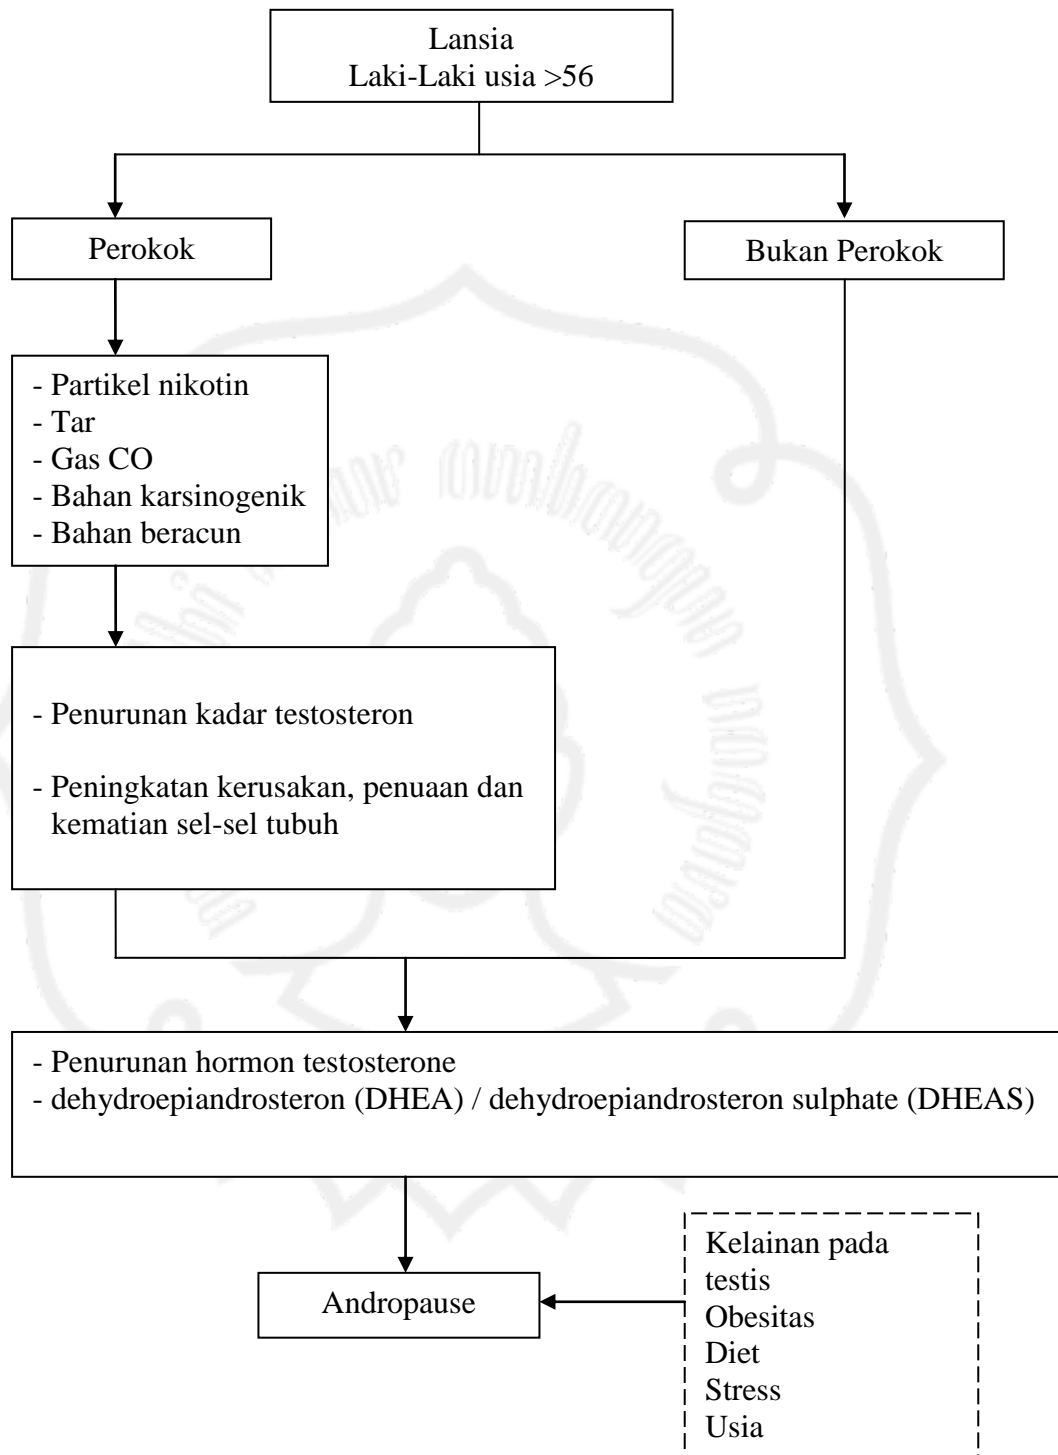 Lansia
Laki-Laki usia >56
Perokok
Bukan Perokok
- Partikel nikotin
- Tar
- Gas CO
- Bahan karsinogenik
- Bahan beracun
- Penurunan kadar testosteron
- Peningkatan kerusakan, penuaan dan
kematian sel-sel tubuh
- Penurunan hormon testosterone
- dehydroepiandrosteron (DHEA) / dehydroepiandrosteron sulphate (DHEAS)
Andropause
Kelainan pada
testis
Obesitas
Diet
Stress
Usia